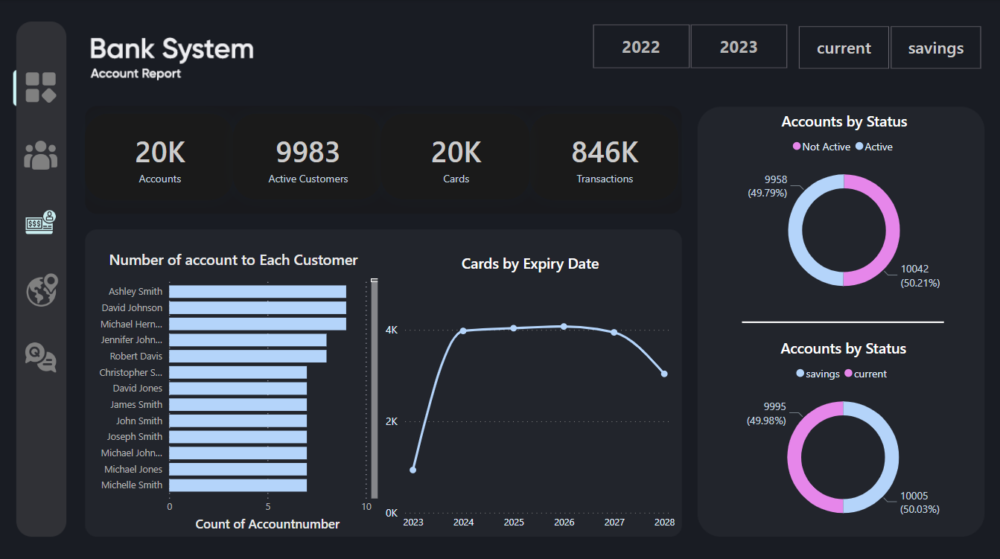 Bank System
Account Report
2022
2023
current
savings
20K
Accounts
9983
Active Customers
20K
Cards
846K
Transactions
Number of account to Each Customer
Ashley Smith
David Johnson
Michael Hern...
Jennifer John...
Robert Davis
Christopher S...
David Jones
James Smith
John Smith
Joseph Smith
Michael John...
Michael Jones
Michelle Smith
0
5
10
Count of Accountnumber
Cards by Expiry Date
4K
2K
0K
2023
2024
2025
2026
2027
2028
Accounts by Status
Not Active
Active
9958
(49.79%)
10042
(50.21%)
Accounts by Status
savings
current
9995
(49.98%)
10005
(50.03%)
$$$
Q